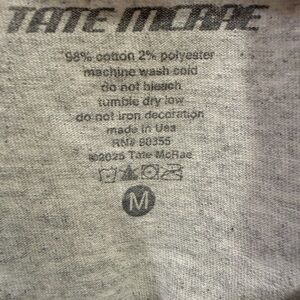 TATE MCRAE
98% cotton 2% polyester
machine wash cold
do not bleach
tumble dry low
do not iron decoration
made in Usa
RN# 90355
©2025 Tate McRae
M